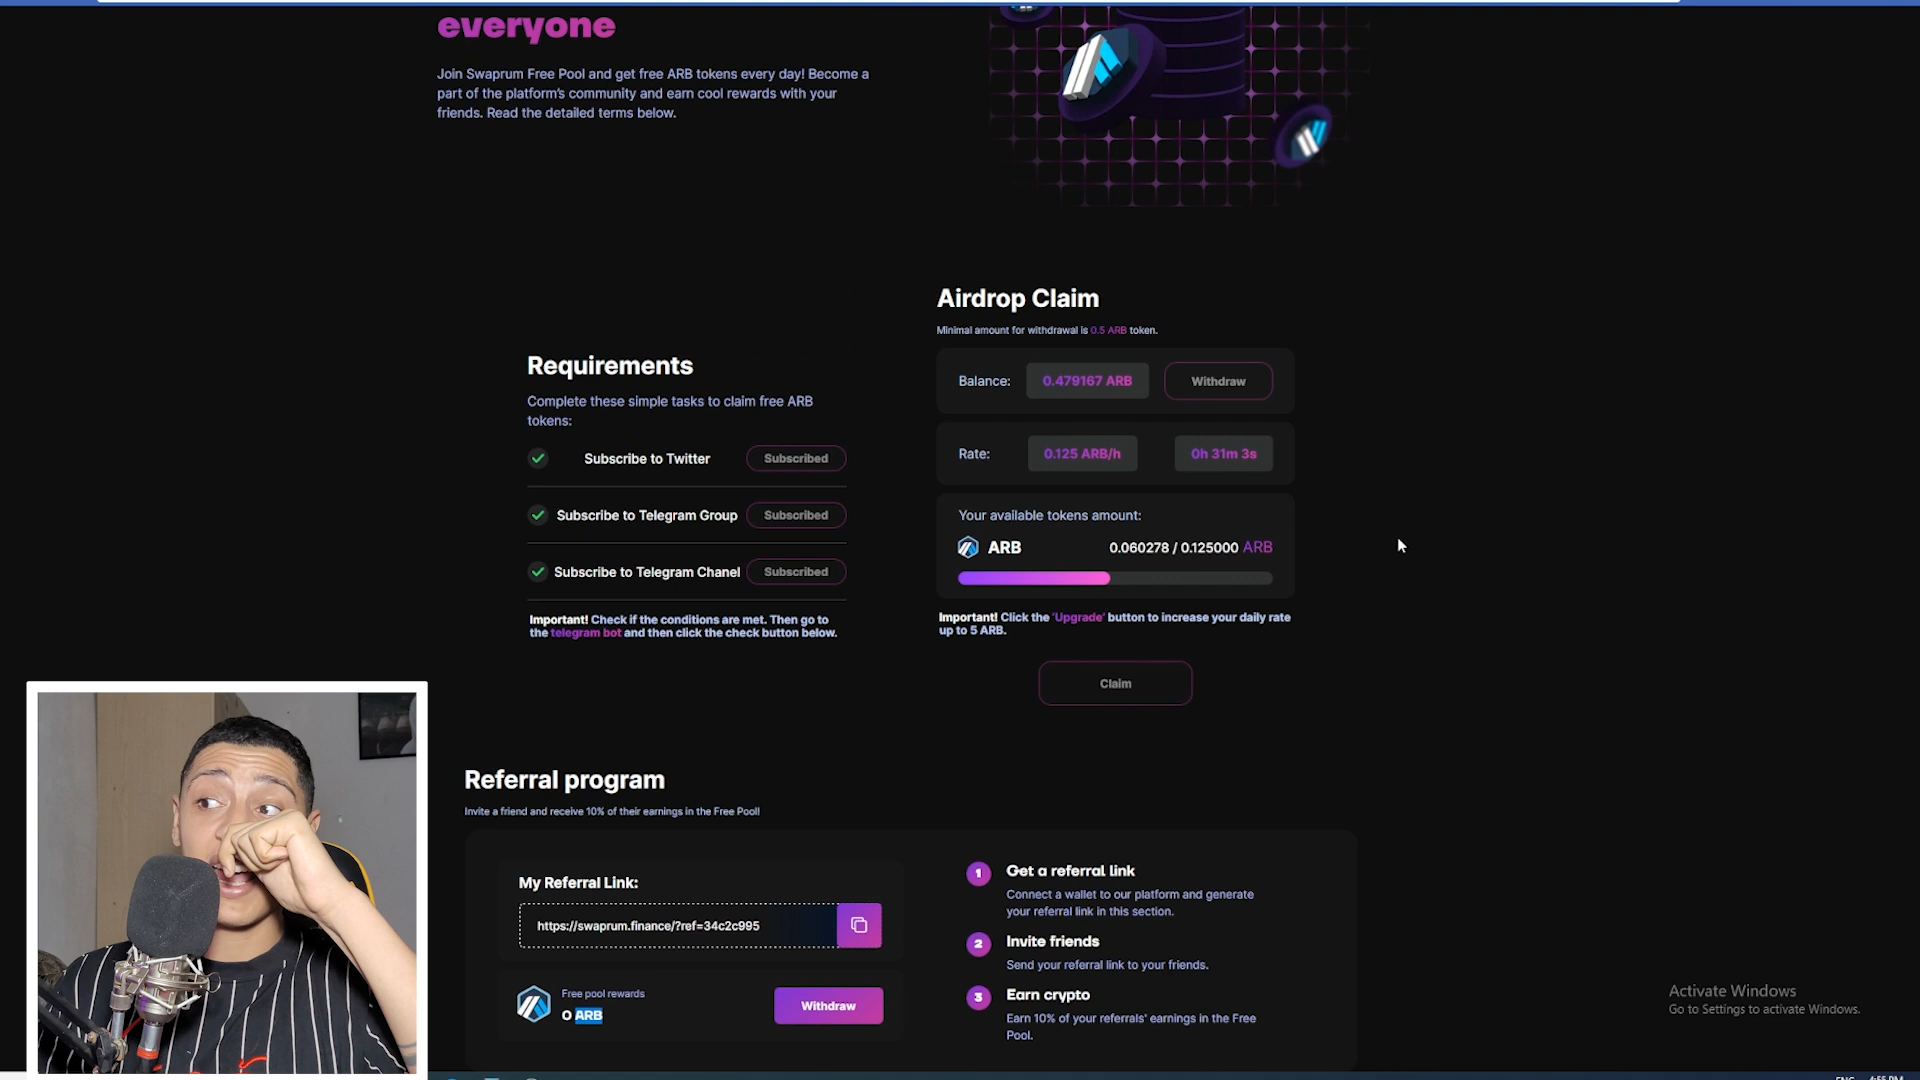 everyone
Join Swaprum Free Pool and get free ARB tokens every day! Become a
part of the platform's community and earn cool rewards with your
friends. Read the detailed terms below.
Requirements
Complete these simple tasks to claim free ARB
tokens:
Subscribe to Twitter Subscribed
Subscribe to Telegram Group Subscribed
Subscribe to Telegram Chanel Subscribed
Important! Check if the conditions are met. Then go to
the telegram bot and then click the check button below.
Airdrop Claim
Minimal amount for withdrawal is 0.5 ARB token.
Balance: 0.479167 ARB Withdraw
Rate: 0.125 ARB/h 0h 31m 3s
Your available tokens amount:
ARB 0.060278 / 0.125000 ARB
Important! Click the 'Upgrade' button to increase your daily rate
up to 5 ARB.
Claim
Referral program
Invite a friend and receive 10% of their earnings in the Free Pool!
My Referral Link:
https://swaprum.finance/?ref=34c2c995
Free pool rewards
0 ARB
Withdraw
1 Get a referral link
Connect a wallet to our platform and generate
your referral link in this section.
2 Invite friends
Send your referral link to your friends.
3 Earn crypto
Earn 10% of your referrals' earnings in the Free
Pool.
Activate Windows
Go to Settings to activate Windows.